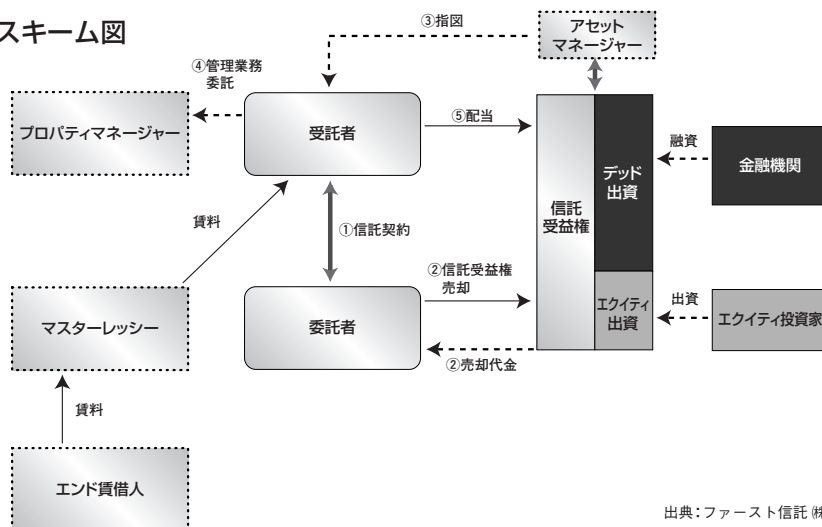 スキーム図
③指図
アセット
マネージャー
④管理業務
委託
プロパティマネージャー
受託者
⑤配当
融資
金融機関
デッド
出資
信託
受益権
賃料
①信託契約
②信託受益権
売却
マスターレッシー
委託者
エクイティ
出資
出資
エクイティ投資家
②売却代金
賃料
エンド賃借人
出典：ファースト信託㈱